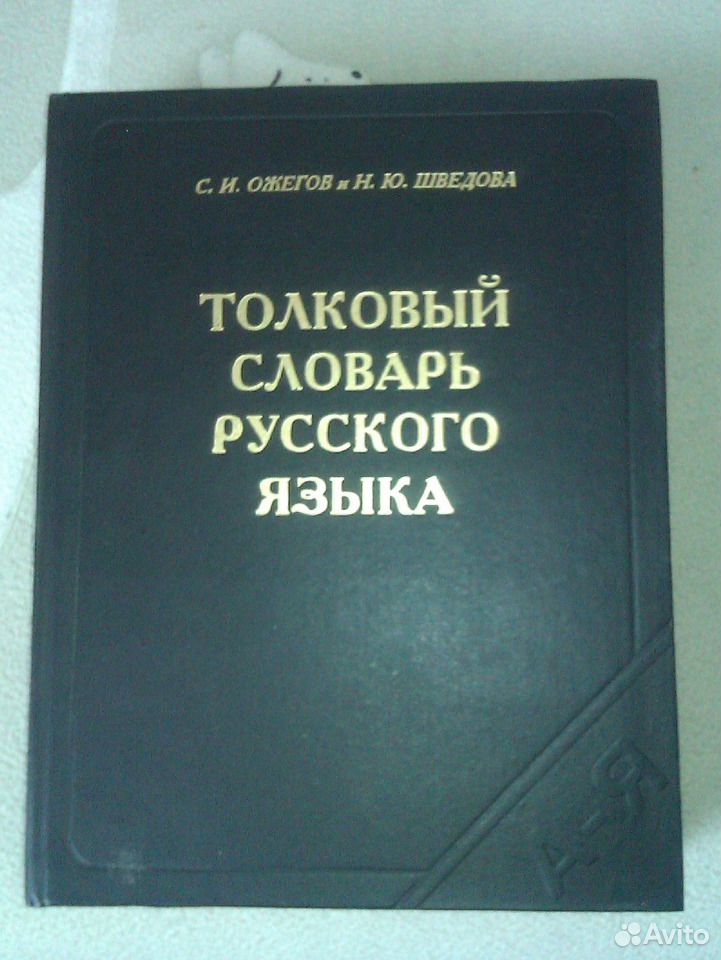 С. И. ОЖЕГОВ и Н. Ю. ШВЕДОВА
ТОЛКОВЫЙ
СЛОВАРЬ
РУССКОГО
ЯЗЫКА
А–Я
Avito